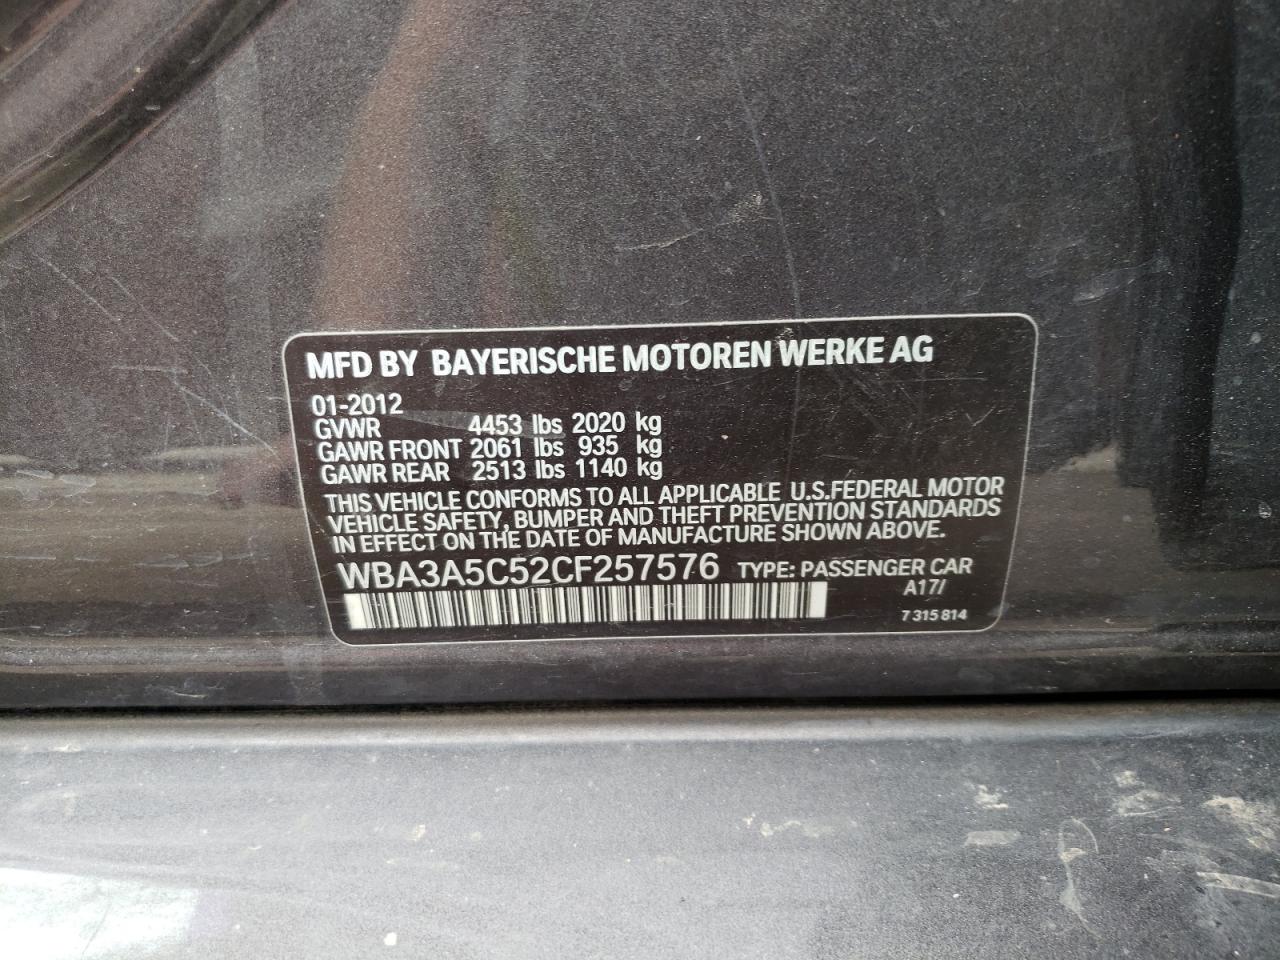 MFD BY BAYERISCHE MOTOREN WERKE AG
01-2012
GVWR 4453 lbs 2020 kg
GAWR FRONT 2061 lbs 935 kg
GAWR REAR 2513 lbs 1140 kg
THIS VEHICLE CONFORMS TO ALL APPLICABLE U.S.FEDERAL MOTOR
VEHICLE SAFETY, BUMPER AND THEFT PREVENTION STANDARDS
IN EFFECT ON THE DATE OF MANUFACTURE SHOWN ABOVE.
WBA3A5C52CF257576 TYPE: PASSENGER CAR
A17/
7 315 814